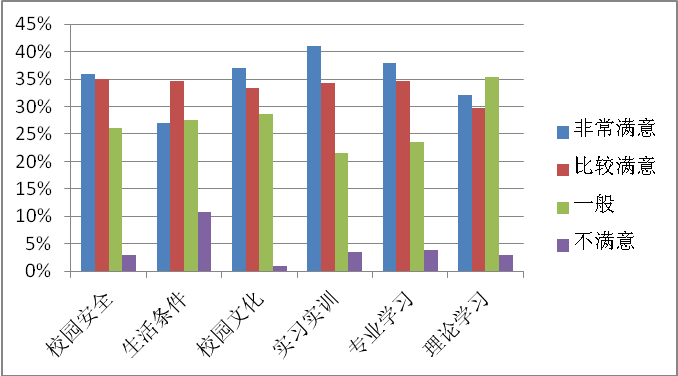 45%
40%
35%
30%
25%
20%
15%
10%
5%
0%
校园安全
生活条件
校园文化
实习实训
专业学习
理论学习
非常满意
比较满意
一般
不满意